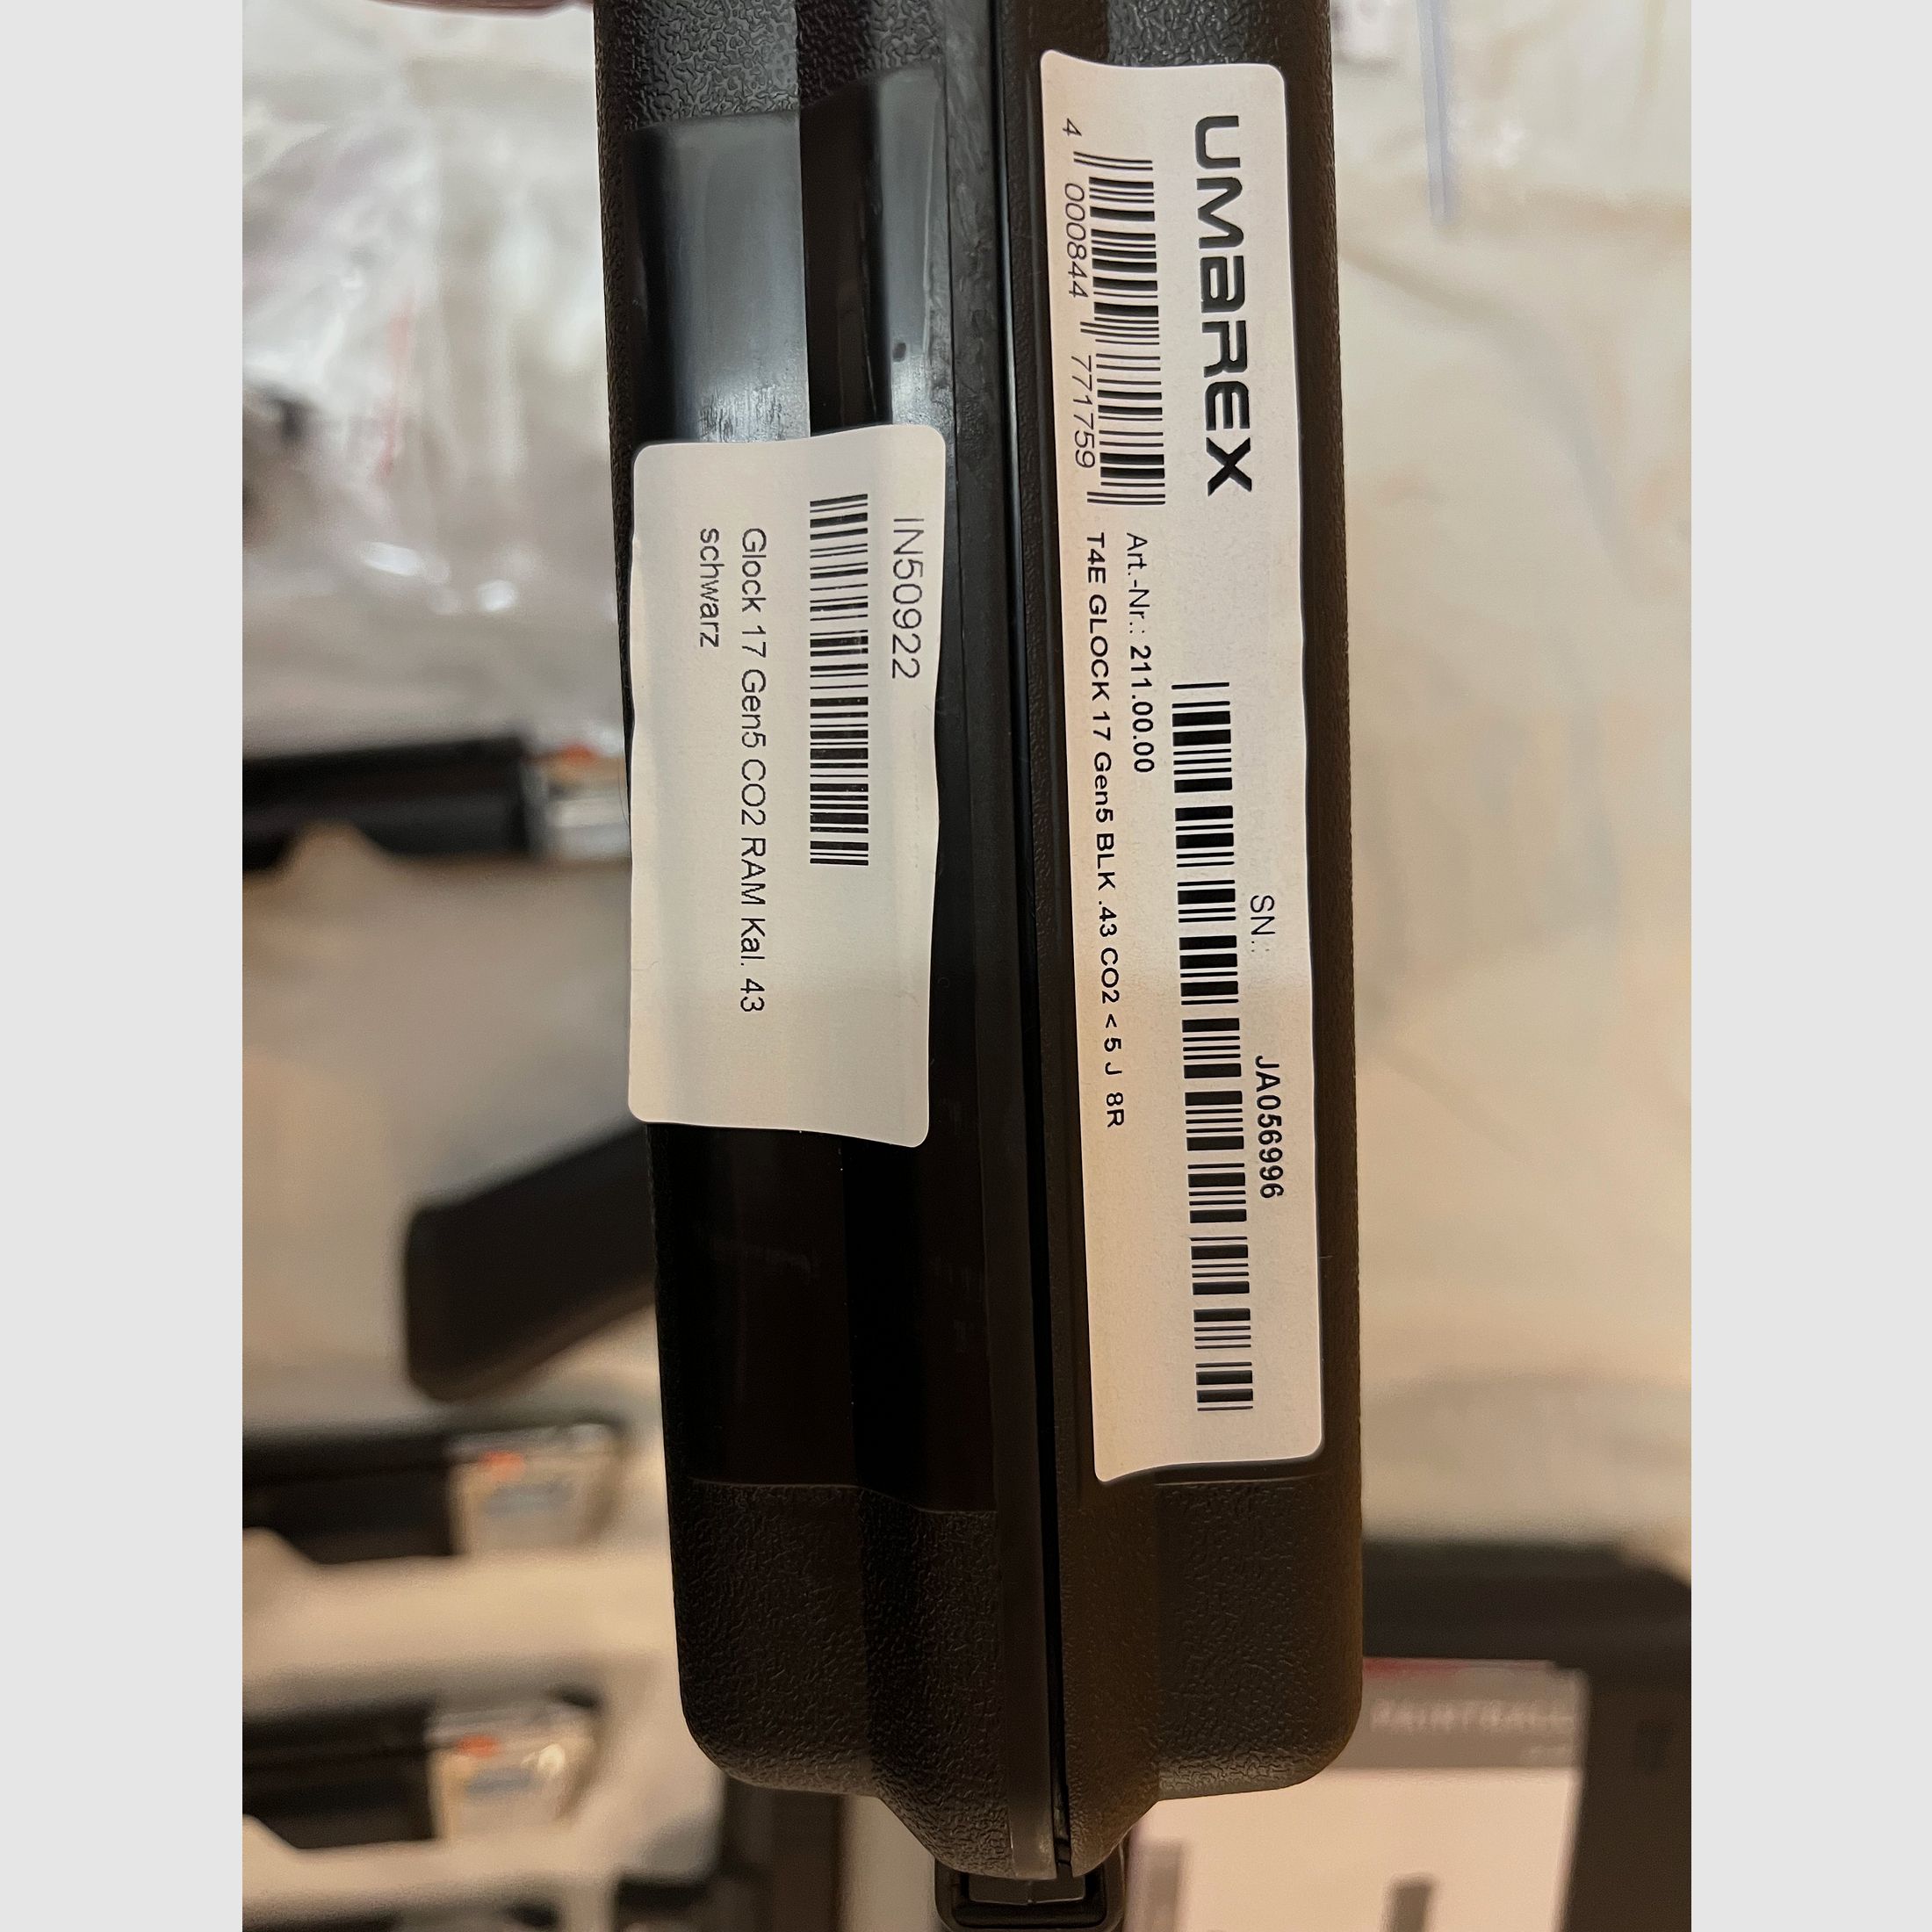 UMAREX
4 000844 771759
SN.: JA056996
Art.-Nr.: 211.00.00
T4E GLOCK 17 Gen5 BLK .43 CO2 < 5 J 8R
IN50922
Glock 17 Gen5 CO2 RAM Kal. 43
schwarz
PAINTBALL